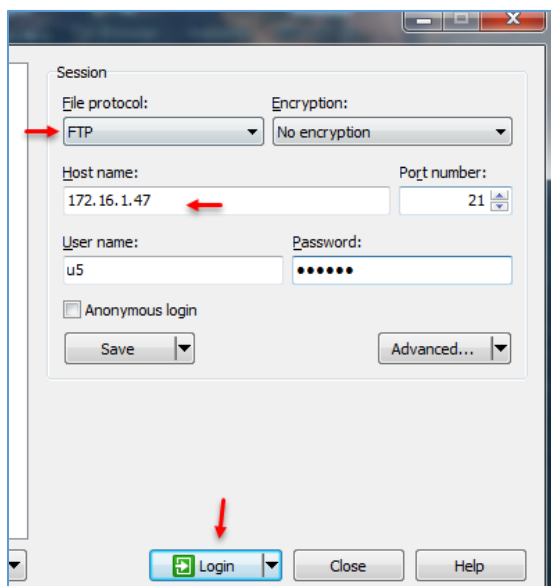 Session
File protocol: Encryption:
FTP No encryption
Host name: Port number:
172.16.1.47 21
User name: Password:
u5 ●●●●●●
Anonymous login
Save Advanced...
Login Close Help